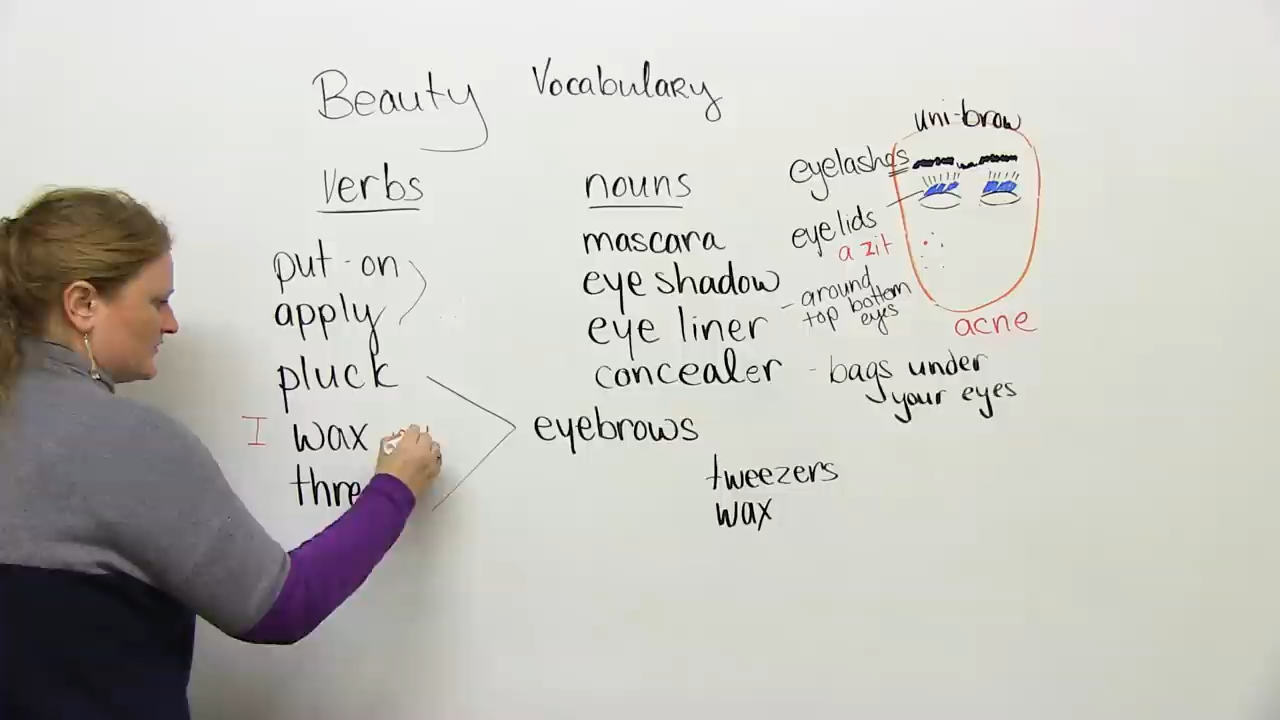 Beauty Vocabulary
verbs
put-on
apply
pluck
I wax
thre
nouns
mascara
eye shadow
eye liner - around top bottom eyes
concealer - bags under your eyes
eyebrows
tweezers
wax
uni-brow
eyelashes
eyelids
a zit
acne